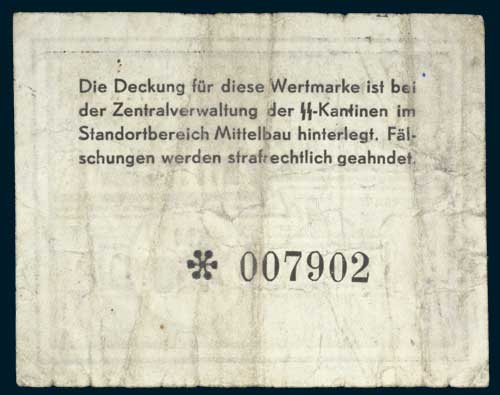 Die Deckung für diese Wertmarke ist bei
der Zentralverwaltung der ᛋᛋ-Kantinen im
Standortbereich Mittelbau hinterlegt. Fäl-
schungen werden strafrechtlich geahndet.
* 007902